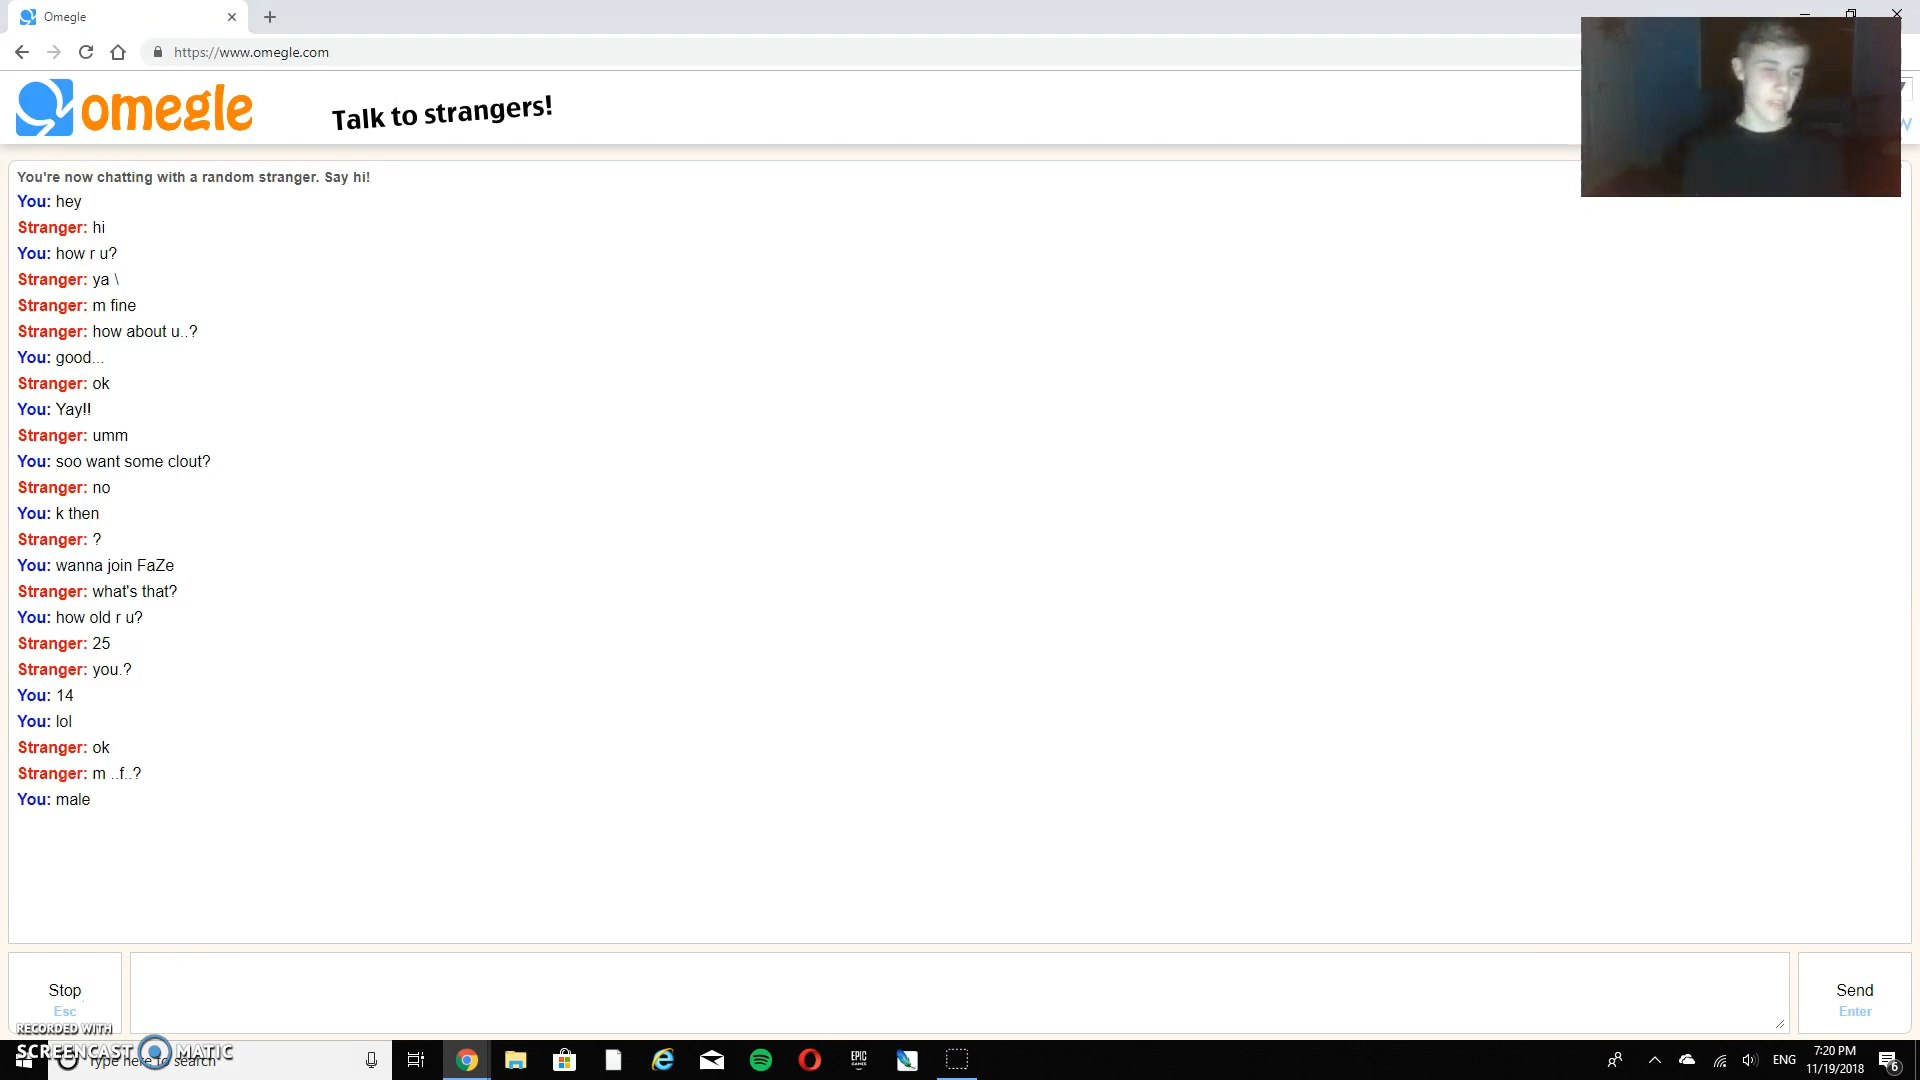 Omegle
https://www.omegle.com
omegle
Talk to strangers!
You're now chatting with a random stranger. Say hi!
You: hey
Stranger: hi
You: how r u?
Stranger: ya \
Stranger: m fine
Stranger: how about u..?
You: good...
Stranger: ok
You: Yay!!
Stranger: umm
You: soo want some clout?
Stranger: no
You: k then
Stranger: ?
You: wanna join FaZe
Stranger: what's that?
You: how old r u?
Stranger: 25
Stranger: you.?
You: 14
You: lol
Stranger: ok
Stranger: m ..f..?
You: male
Stop
Esc
Send
Enter
RECORDED WITH
SCREENCAST MATIC
Type here to search
EPIC
GAMES
ENG
7:20 PM
11/19/2018
6